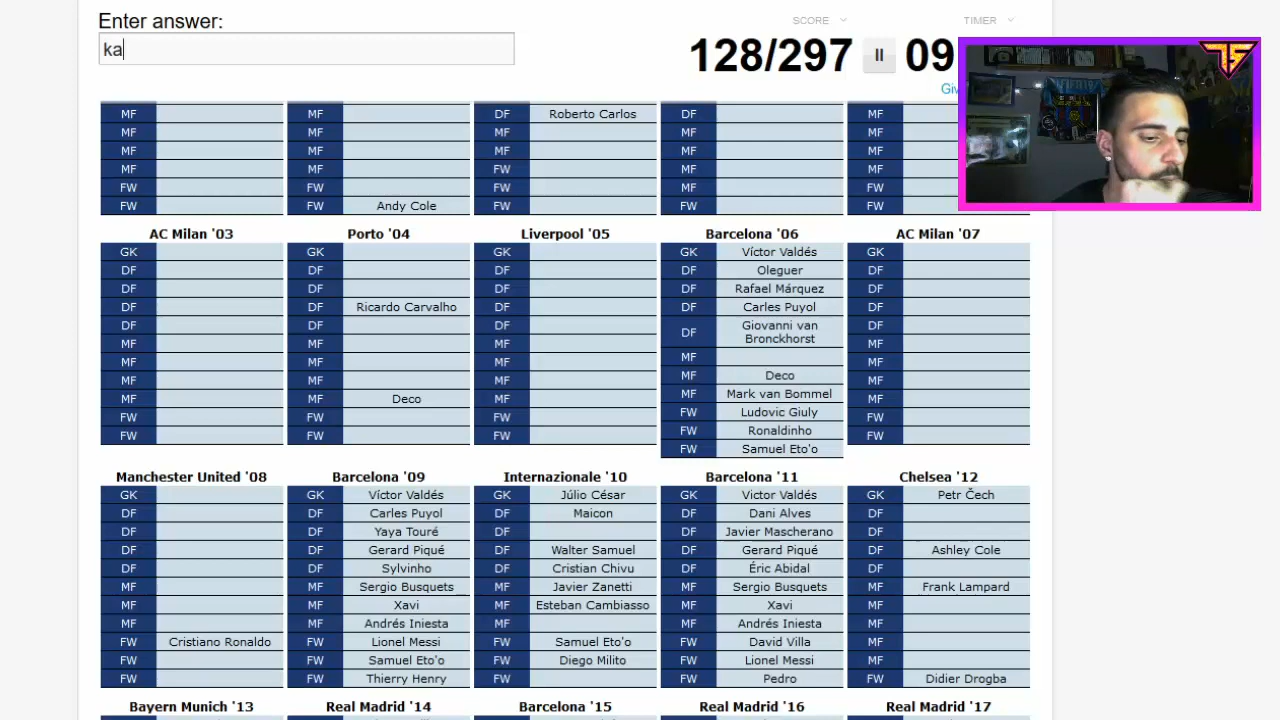 Enter answer:
SCORE
TIMER
ka
128/297
09
Giv
MF MF DF Roberto Carlos DF MF
MF MF MF MF MF
MF MF MF MF MF
MF MF FW MF MF
FW FW FW MF FW
FW FW Andy Cole FW MF FW
AC Milan '03 Porto '04 Liverpool '05 Barcelona '06 AC Milan '07
GK GK GK GK Víctor Valdés GK
DF DF DF DF Oleguer DF
DF DF DF DF Rafael Márquez DF
DF DF Ricardo Carvalho DF DF Carles Puyol DF
DF DF DF DF Giovanni van
Bronckhorst DF
MF MF MF MF MF
MF MF MF MF Deco MF
MF MF MF MF Mark van Bommel MF
MF MF Deco MF FW Ludovic Giuly MF
FW FW FW FW Ronaldinho MF
FW FW FW FW Samuel Eto'o FW
Manchester United '08 Barcelona '09 Internazionale '10 Barcelona '11 Chelsea '12
GK GK Víctor Valdés GK Júlio César GK Victor Valdés GK Petr Čech
DF DF Carles Puyol DF Maicon DF Dani Alves DF
DF DF Yaya Touré DF DF Javier Mascherano DF
DF DF Gerard Piqué DF Walter Samuel DF Gerard Piqué DF Ashley Cole
DF DF Sylvinho DF Cristian Chivu DF Éric Abidal DF
MF MF Sergio Busquets MF Javier Zanetti MF Sergio Busquets MF Frank Lampard
MF MF Xavi MF Esteban Cambiasso MF Xavi MF
MF MF Andrés Iniesta MF MF Andrés Iniesta MF
FW Cristiano Ronaldo FW Lionel Messi FW Samuel Eto'o FW David Villa MF
FW FW Samuel Eto'o FW Diego Milito FW Lionel Messi MF
FW FW Thierry Henry FW FW Pedro FW Didier Drogba
Bayern Munich '13 Real Madrid '14 Barcelona '15 Real Madrid '16 Real Madrid '17